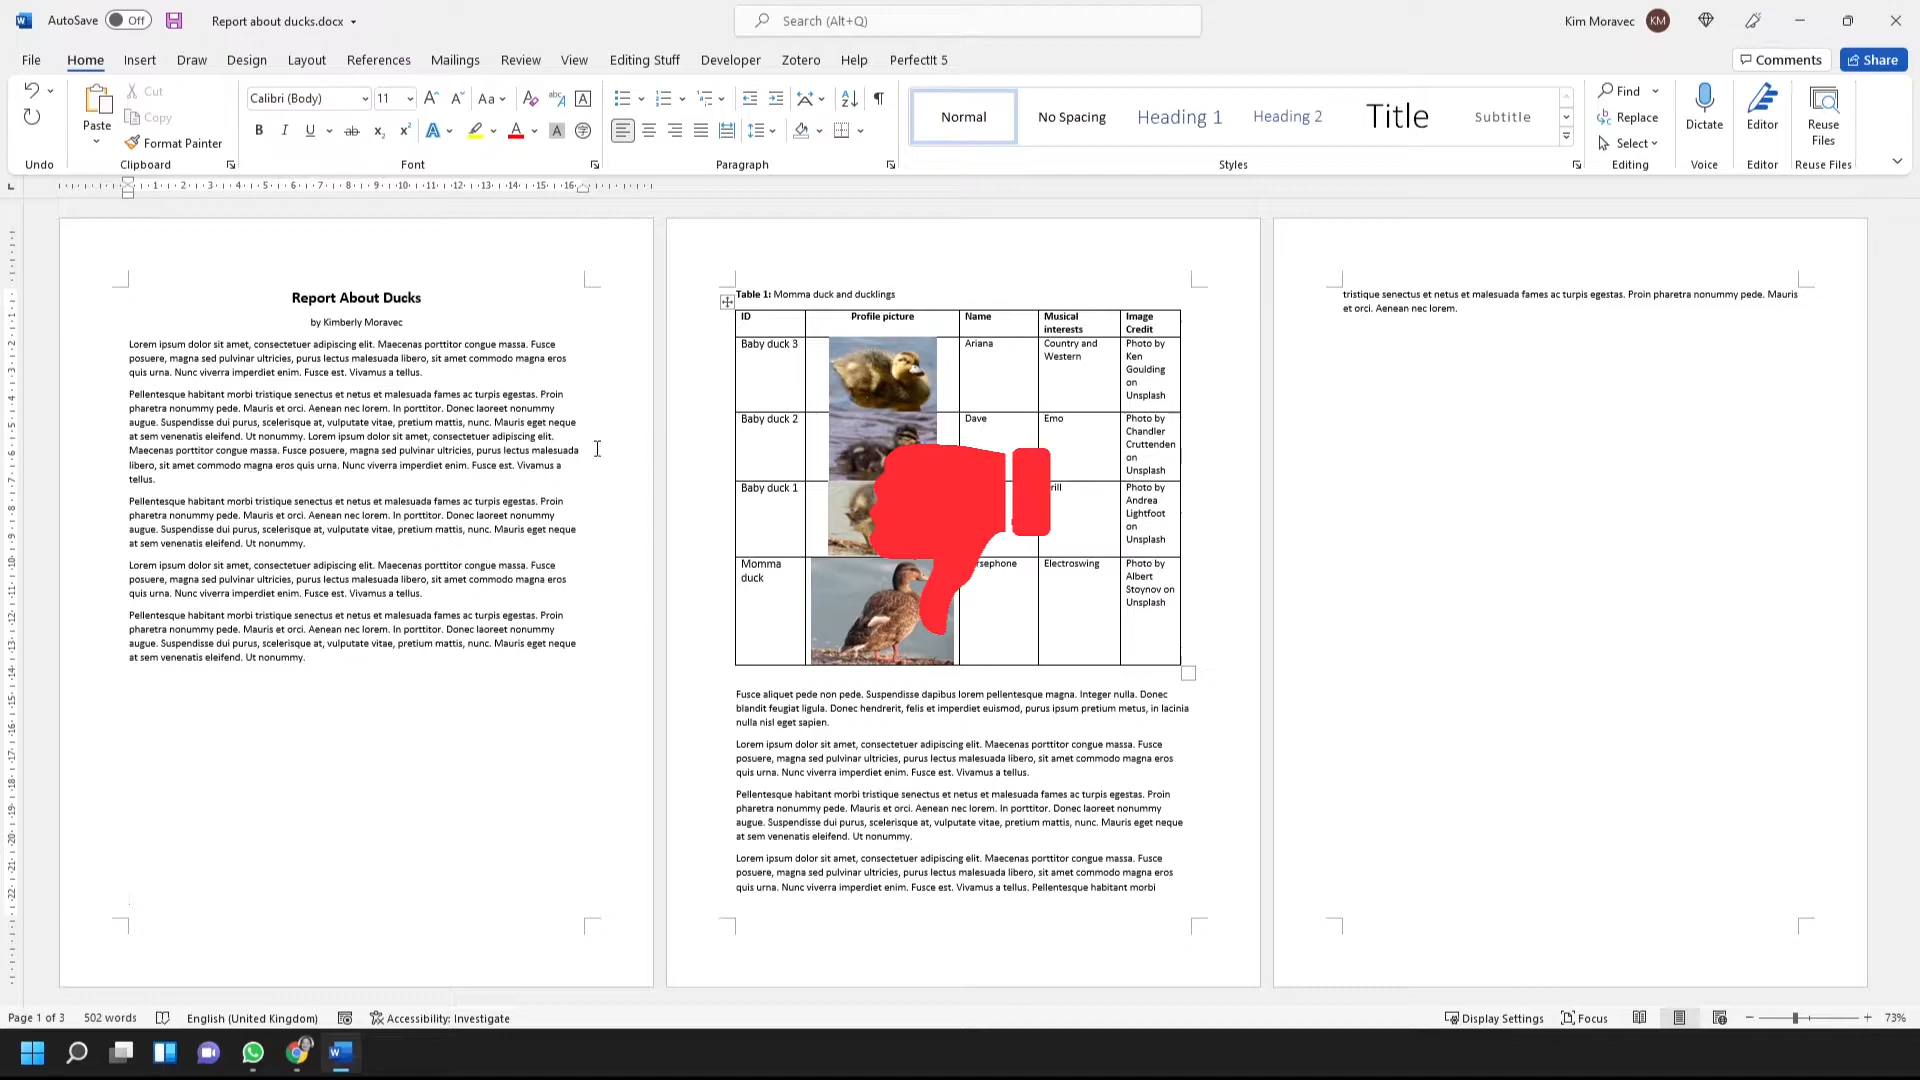 AutoSave Off Report about ducks.docx Search (Alt+Q) Kim Moravec KM
File Home Insert Draw Design Layout References Mailings Review View Editing Stuff Developer Zotero Help PerfectIt 5 Comments Share
Cut
Copy
Format Painter
Paste
Undo Clipboard
Calibri (Body) 11
Font
Paragraph
Normal No Spacing Heading 1 Heading 2 Title Subtitle
Styles
Find
Replace
Select
Editing
Dictate
Voice
Editor
Editor
Reuse
Files
Reuse Files
1 2 3 4 5 6 7 8 9 10 11 12 13 14 15 16
Report About Ducks
by Kimberly Moravec
Lorem ipsum dolor sit amet, consectetuer adipiscing elit. Maecenas porttitor congue massa. Fusce
posuere, magna sed pulvinar ultricies, purus lectus malesuada libero, sit amet commodo magna eros
quis urna. Nunc viverra imperdiet enim. Fusce est. Vivamus a tellus.
Pellentesque habitant morbi tristique senectus et netus et malesuada fames ac turpis egestas. Proin
pharetra nonummy pede. Mauris et orci. Aenean nec lorem. In porttitor. Donec laoreet nonummy
augue. Suspendisse dui purus, scelerisque at, vulputate vitae, pretium mattis, nunc. Mauris eget neque
at sem venenatis eleifend. Ut nonummy. Lorem ipsum dolor sit amet, consectetuer adipiscing elit.
Maecenas porttitor congue massa. Fusce posuere, magna sed pulvinar ultricies, purus lectus malesuada
libero, sit amet commodo magna eros quis urna. Nunc viverra imperdiet enim. Fusce est. Vivamus a
tellus.
Pellentesque habitant morbi tristique senectus et netus et malesuada fames ac turpis egestas. Proin
pharetra nonummy pede. Mauris et orci. Aenean nec lorem. In porttitor. Donec laoreet nonummy
augue. Suspendisse dui purus, scelerisque at, vulputate vitae, pretium mattis, nunc. Mauris eget neque
at sem venenatis eleifend. Ut nonummy.
Lorem ipsum dolor sit amet, consectetuer adipiscing elit. Maecenas porttitor congue massa. Fusce
posuere, magna sed pulvinar ultricies, purus lectus malesuada libero, sit amet commodo magna eros
quis urna. Nunc viverra imperdiet enim. Fusce est. Vivamus a tellus.
Pellentesque habitant morbi tristique senectus et netus et malesuada fames ac turpis egestas. Proin
pharetra nonummy pede. Mauris et orci. Aenean nec lorem. In porttitor. Donec laoreet nonummy
augue. Suspendisse dui purus, scelerisque at, vulputate vitae, pretium mattis, nunc. Mauris eget neque
at sem venenatis eleifend. Ut nonummy.
Table 1: Momma duck and ducklings
ID Profile picture Name Musical Image
interests Credit
Baby duck 3 Ariana Country and Photo by
Western Ken
Goulding
on
Unsplash
Baby duck 2 Dave Emo Photo by
Chandler
Cruttenden
on
Unsplash
Baby duck 1 Photo by
Andrea
Lightfoot
on
Unsplash
Momma Electroswing Photo by
duck Albert
Stoynov on
Unsplash
Fusce aliquet pede non pede. Suspendisse dapibus lorem pellentesque magna. Integer nulla. Donec
blandit feugiat ligula. Donec hendrerit, felis et imperdiet euismod, purus ipsum pretium metus, in lacinia
nulla nisl eget sapien.
Lorem ipsum dolor sit amet, consectetuer adipiscing elit. Maecenas porttitor congue massa. Fusce
posuere, magna sed pulvinar ultricies, purus lectus malesuada libero, sit amet commodo magna eros
quis urna. Nunc viverra imperdiet enim. Fusce est. Vivamus a tellus.
Pellentesque habitant morbi tristique senectus et netus et malesuada fames ac turpis egestas. Proin
pharetra nonummy pede. Mauris et orci. Aenean nec lorem. In porttitor. Donec laoreet nonummy
augue. Suspendisse dui purus, scelerisque at, vulputate vitae, pretium mattis, nunc. Mauris eget neque
at sem venenatis eleifend. Ut nonummy.
Lorem ipsum dolor sit amet, consectetuer adipiscing elit. Maecenas porttitor congue massa. Fusce
posuere, magna sed pulvinar ultricies, purus lectus malesuada libero, sit amet commodo magna eros
quis urna. Nunc viverra imperdiet enim. Fusce est. Vivamus a tellus. Pellentesque habitant morbi
tristique senectus et netus et malesuada fames ac turpis egestas. Proin pharetra nonummy pede. Mauris
et orci. Aenean nec lorem.
Page 1 of 3 502 words English (United Kingdom) Accessibility: Investigate Display Settings Focus 73%